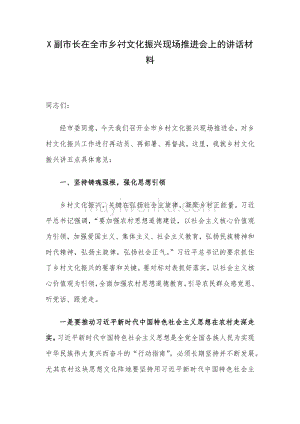 X副市长在全市乡村文化振兴现场推进会上的讲话材
料
同志们：
经市委同意，今天我们召开全市乡村文化振兴现场推进会，对乡
村文化振兴工作进行再动员、再部署、再督战。这里，我就乡村文化
振兴讲五点具体意见：
一、坚持铸魂强根，强化思想引领
乡村文化振兴，关键在弘扬社会主旋律，凝聚乡村正能量。习近
平总书记强调，“要加强农村思想道德建设，以社会主义核心价值观
为引领，加强爱国主义、集体主义、社会主义教育，弘扬民族精神和
时代精神，弘扬主旋律和社会正气。”习近平总书记的要求，抓住了
乡村文化振兴的要害和关键，要对标对表抓好落实。以社会主义核心
价值观为引领，全面加强农村思想道德教育，引导农民群众感党恩、
听党话、跟党走。
一是要推动习近平新时代中国特色社会主义思想在农村走深走
实。习近平新时代中国特色社会主义思想是全党全国各族人民为实现
中华民族伟大复兴而奋斗的“行动指南”，必须长期坚持并不断发展。
尤其农村这块思想文化阵地要坚持用习近平新时代中国特色社会主